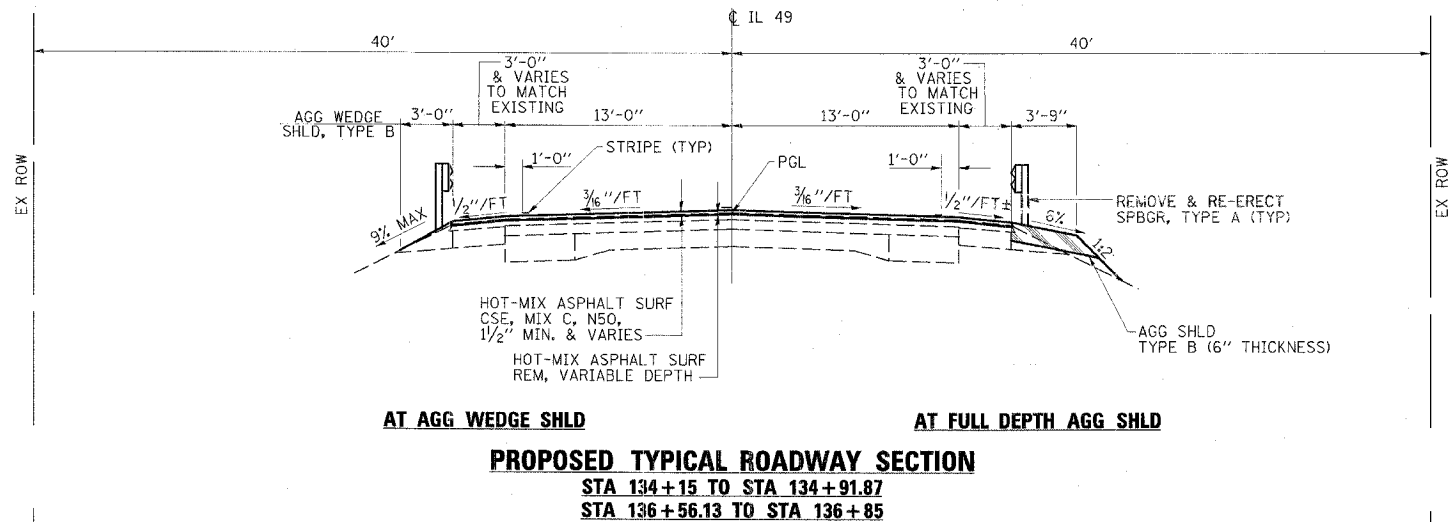 ℄ IL 49
40'
40'
3'-0"
& VARIES
TO MATCH
EXISTING
3'-0"
& VARIES
TO MATCH
EXISTING
AGG WEDGE
SHLD, TYPE B
3'-0"
13'-0"
13'-0"
3'-9"
STRIPE (TYP)
1'-0"
PGL
1'-0"
EX ROW
EX ROW
9% MAX
1/2"/FT
3/16"/FT
3/16"/FT
1/2"/FT±
6%
1:2
REMOVE & RE-ERECT
SPBGR, TYPE A (TYP)
HOT-MIX ASPHALT SURF
CSE, MIX C, N50,
1 1/2" MIN. & VARIES
HOT-MIX ASPHALT SURF
REM, VARIABLE DEPTH
AGG SHLD
TYPE B (6" THICKNESS)
AT AGG WEDGE SHLD
AT FULL DEPTH AGG SHLD
PROPOSED TYPICAL ROADWAY SECTION
STA 134+15 TO STA 134+91.87
STA 136+56.13 TO STA 136+85